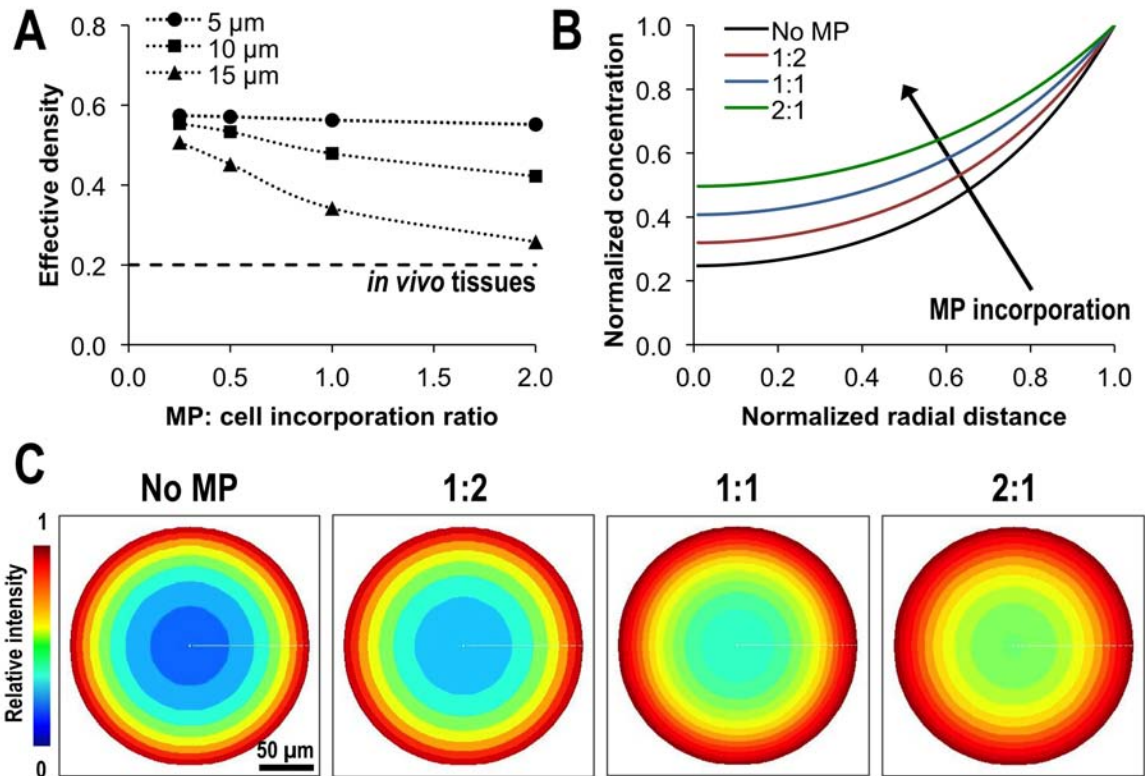 A
0.8
0.6
0.4
0.2
0.0
Effective density
5 µm
10 µm
15 µm
in vivo tissues
0.0 0.5 1.0 1.5 2.0
MP: cell incorporation ratio
B
1.0
0.8
0.6
0.4
0.2
0.0
Normalized concentration
No MP
1:2
1:1
2:1
MP incorporation
0.0 0.2 0.4 0.6 0.8 1.0
Normalized radial distance
C
No MP 1:2 1:1 2:1
1
Relative intensity
0
50 µm